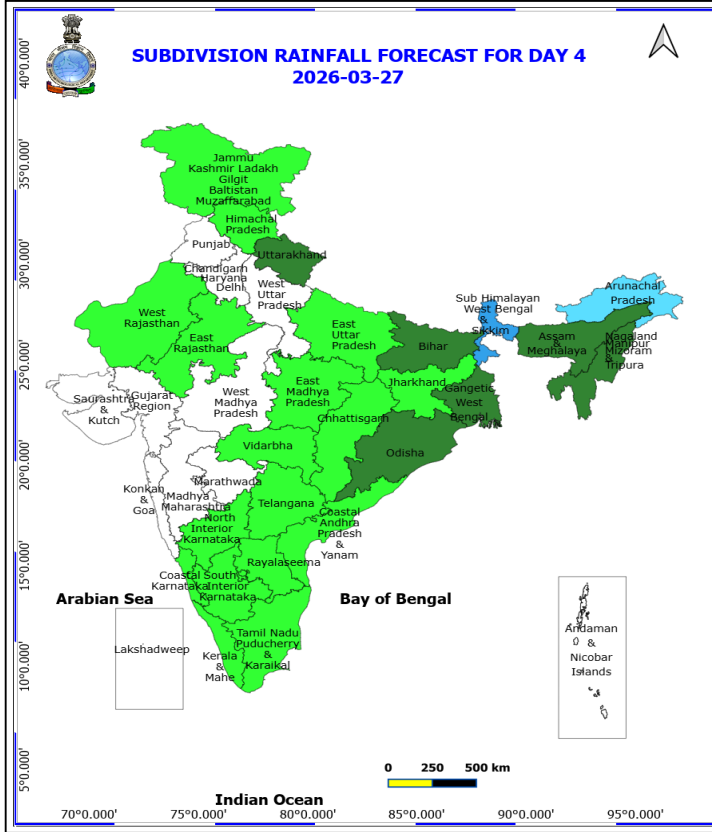 SUBDIVISION RAINFALL FORECAST FOR DAY 4
2026-03-27
40°0.000'
35°0.000'
30°0.000'
25°0.000'
20°0.000'
15°0.000'
10°0.000'
5°0.000'
Jammu
Kashmir Ladakh
Gilgit
Baltistan
Muzaffarabad
Himachal
Pradesh
Punjab
Uttarakhand
Chandigarh
Haryana
Delhi
West
Uttar
Pradesh
West
Rajasthan
East
Rajasthan
East
Uttar
Pradesh
Bihar
Sub Himalayan
West Bengal
&
Sikkim
Arunachal
Pradesh
Assam
&
Meghalaya
Nagaland
Manipur
Mizoram
&
Tripura
Saurashtra
&
Kutch
Gujarat
Region
West
Madhya
Pradesh
East
Madhya
Pradesh
Jharkhand
Gangetic
West
Bengal
Chhattisgarh
Vidarbha
Odisha
Konkan
&
Goa
Madhya
Maharashtra
Marathwada
Telangana
North
Interior
Karnataka
Coastal
Andhra
Pradesh
&
Yanam
Rayalaseema
Coastal
Karnataka
South
Interior
Karnataka
Arabian Sea
Bay of Bengal
Lakshadweep
Kerala
&
Mahe
Tamil Nadu
Puducherry
&
Karaikal
Andaman
&
Nicobar
Islands
0 250 500 km
Indian Ocean
70°0.000' 75°0.000' 80°0.000' 85°0.000' 90°0.000' 95°0.000'